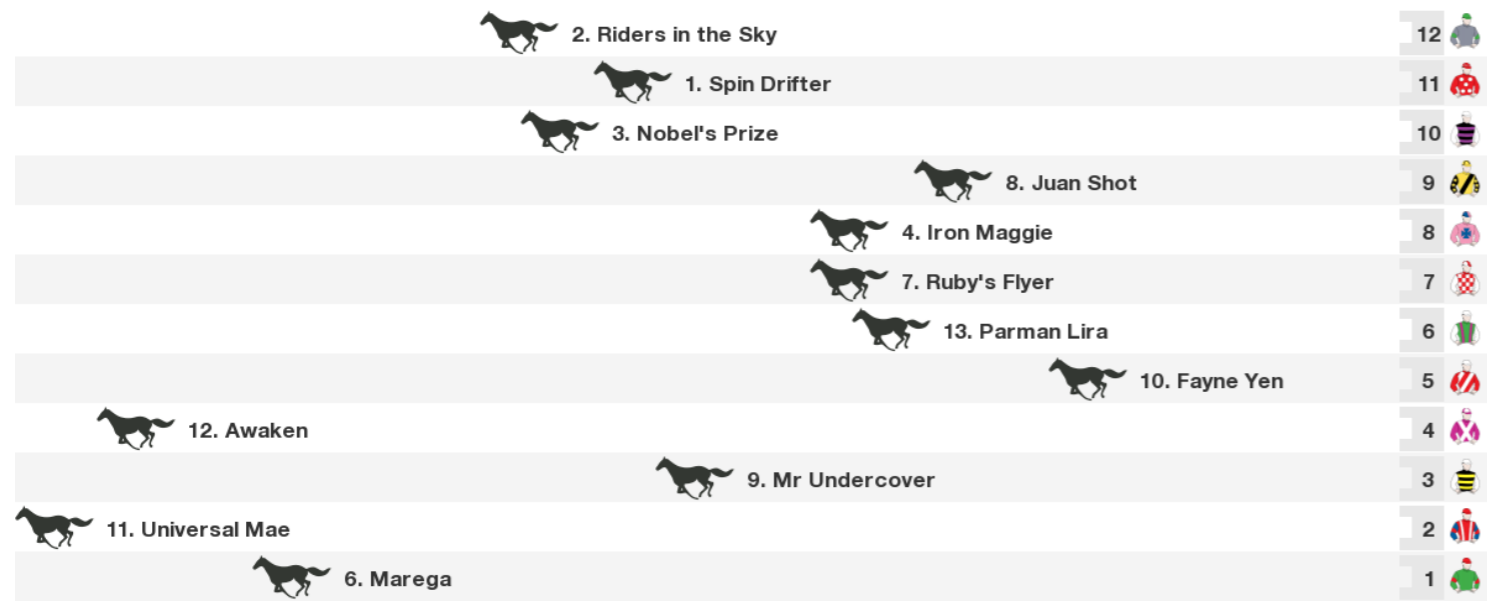 2. Riders in the Sky 12
1. Spin Drifter 11
3. Nobel's Prize 10
8. Juan Shot 9
4. Iron Maggie 8
7. Ruby's Flyer 7
13. Parman Lira 6
10. Fayne Yen 5
12. Awaken 4
9. Mr Undercover 3
11. Universal Mae 2
6. Marega 1